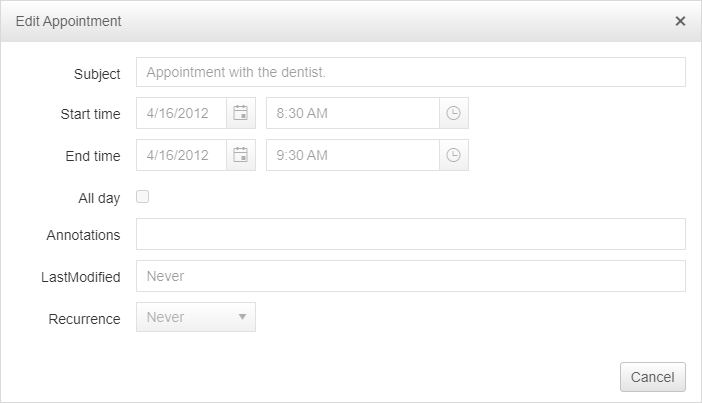 Edit Appointment
Subject Appointment with the dentist.
Start time 4/16/2012 8:30 AM
End time 4/16/2012 9:30 AM
All day
Annotations
LastModified Never
Recurrence Never
Cancel